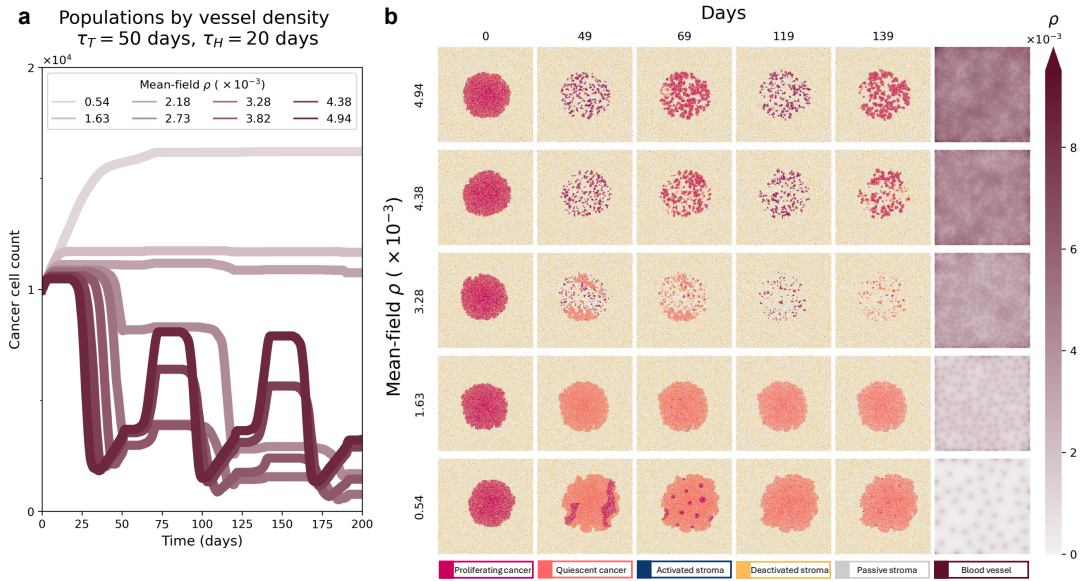 a
Populations by vessel density
τ_T = 50 days, τ_H = 20 days
×10⁴
2
1
0
Cancer cell count
Mean-field ρ (×10⁻³)
0.54 2.18 3.28 4.38
1.63 2.73 3.82 4.94
0 25 50 75 100 125 150 175 200
Time (days)
b
Days
0 49 69 119 139
Mean-field ρ (×10⁻³)
4.94
4.38
3.28
1.63
0.54
ρ
×10⁻³
8
6
4
2
0
Proliferating cancer
Quiescent cancer
Activated stroma
Deactivated stroma
Passive stroma
Blood vessel